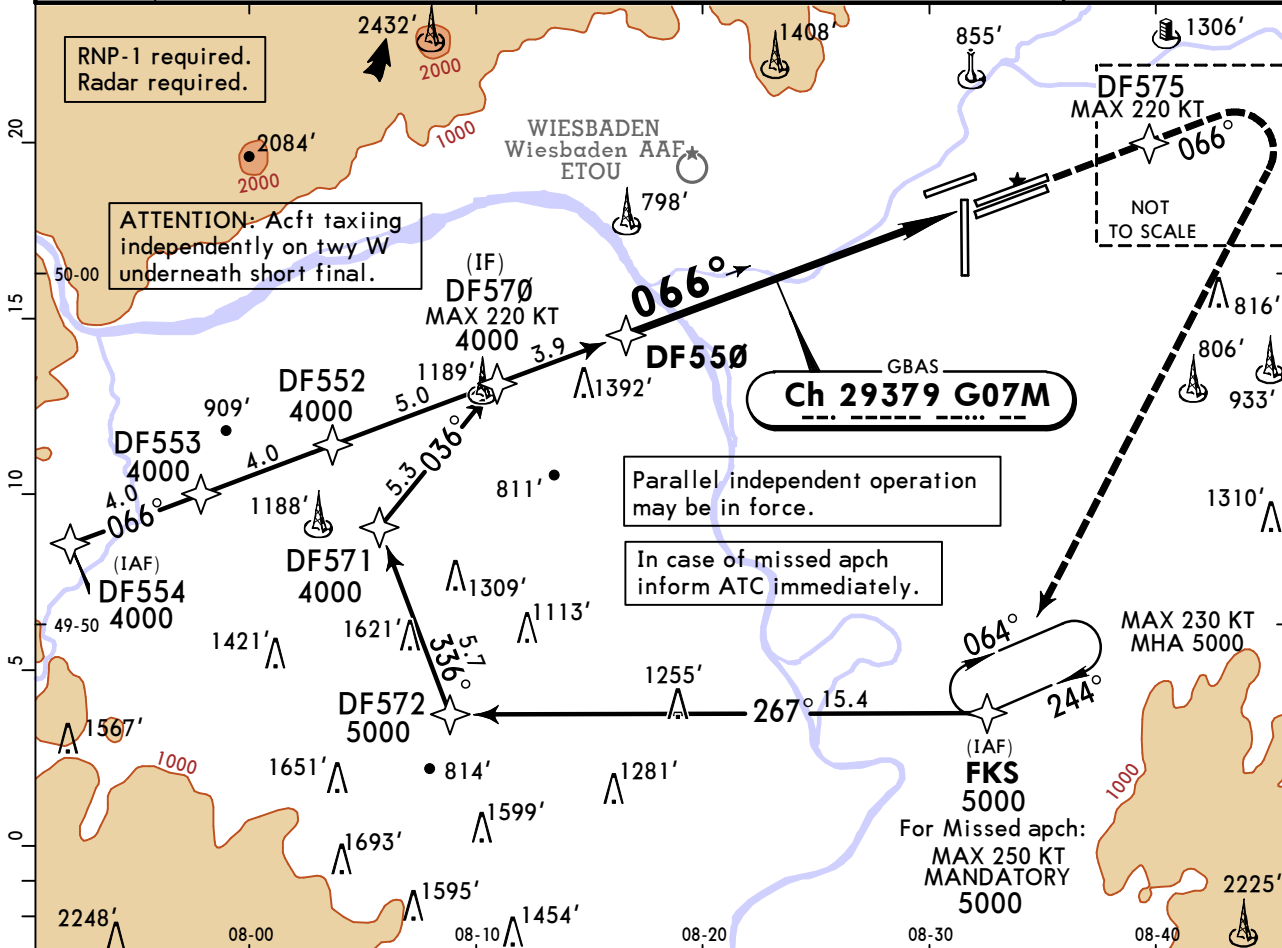 2432'
2000
1408'
855'
1306'
RNP-1 required.
Radar required.
DF575
MAX 220 KT
066°
NOT
TO SCALE
20
2084'
2000
1000
WIESBADEN
Wiesbaden AAF
ETOU
798'
ATTENTION: Acft taxiing
independently on twy W
underneath short final.
50-00
15
(IF)
DF570
MAX 220 KT
4000
066°
DF550
3.9
1189'
1392'
GBAS
Ch 29379 G07M
816'
806'
933'
DF552
4000
5.0
909'
DF553
4000
4.0
036°
5.3
10
4.0
066°
(IAF)
DF554
4000
1188'
DF571
4000
811'
Parallel independent operation
may be in force.
In case of missed apch
inform ATC immediately.
1310'
1309'
1113'
49-50
1421'
1621'
5.7
336°
5
064°
244°
MAX 230 KT
MHA 5000
1255'
DF572
5000
267°
15.4
(IAF)
FKS
5000
For Missed apch:
MAX 250 KT
MANDATORY
5000
1567'
1000
1651'
814'
1281'
1599'
1000
0
1693'
1595'
1454'
2248'
2225'
08-00
08-10
08-20
08-30
08-40